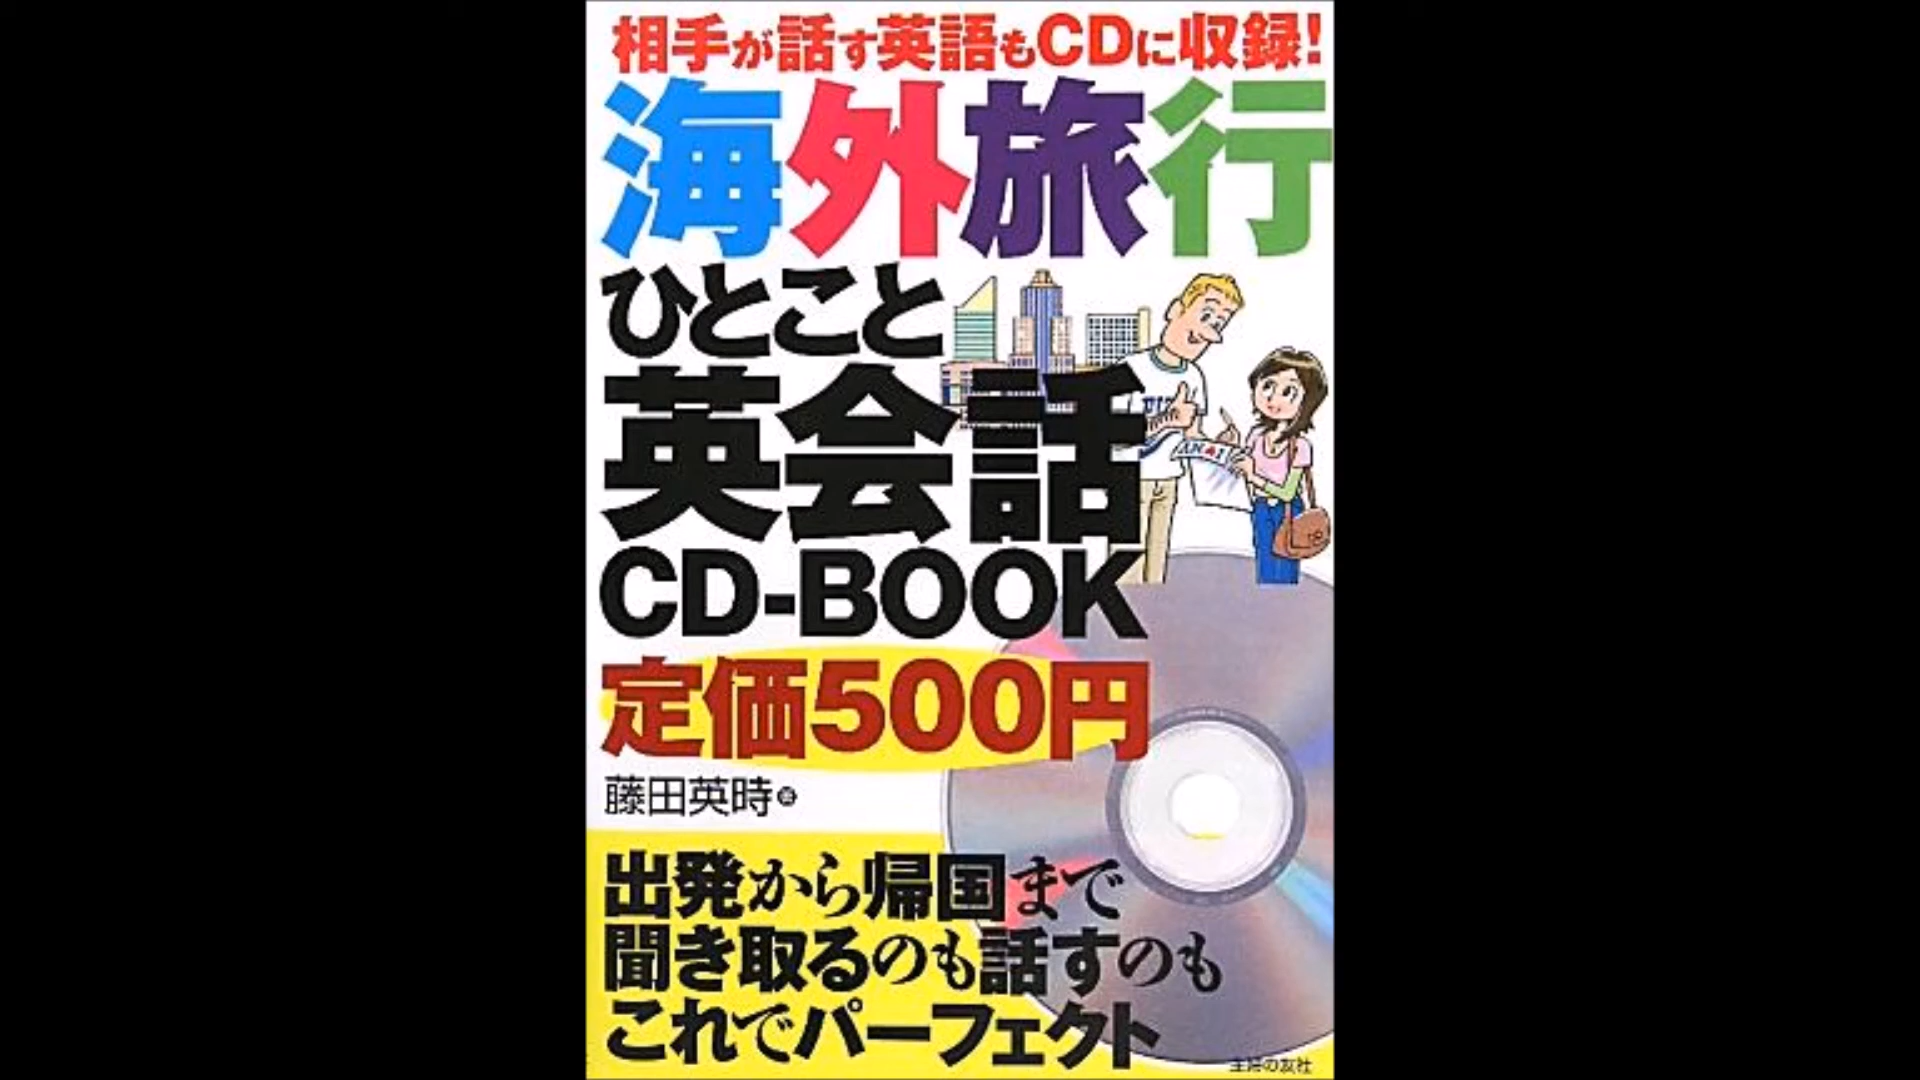 相手が話す英語もCDに収録!
海外旅行
ひとこと
英会話
CD-BOOK
定価500円
藤田英時 著
出発から帰国まで
聞き取るのも話すのも
これでパーフェクト
主婦の友社